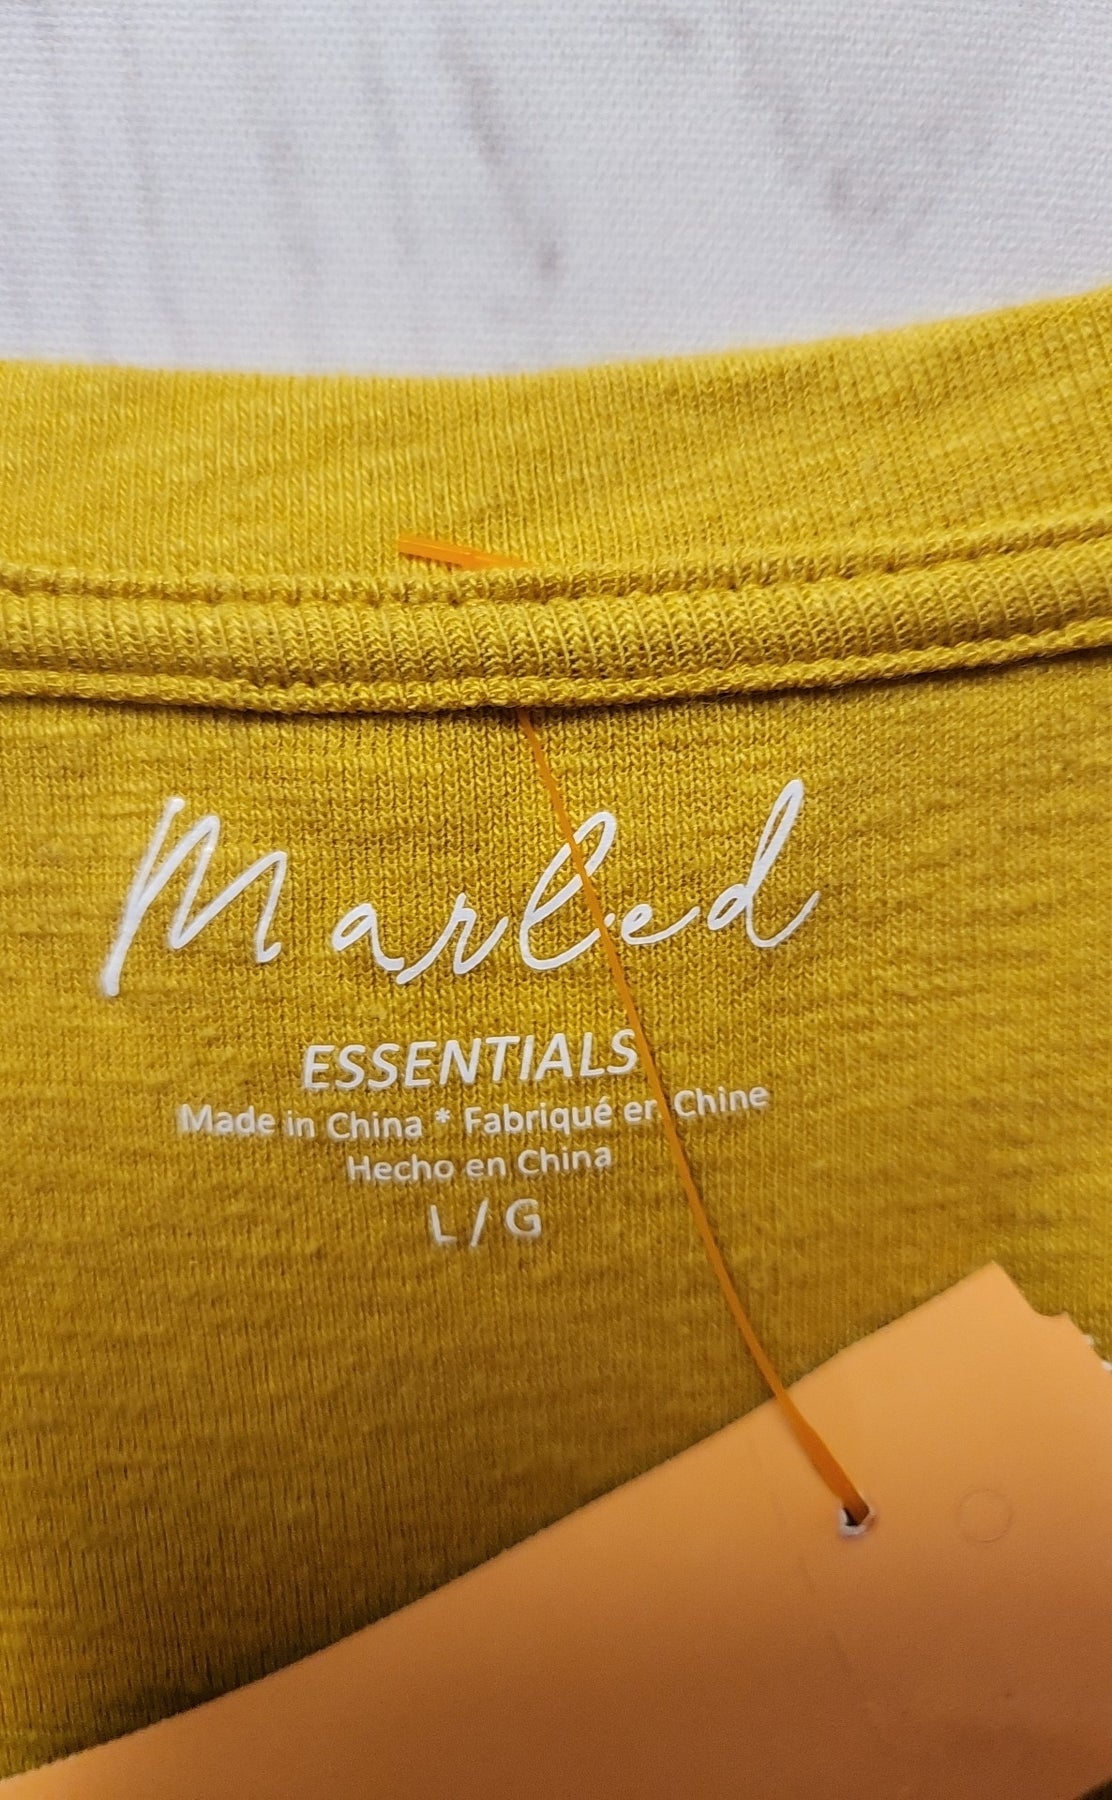 Marled
ESSENTIALS
Made in China * Fabriqué en Chine
Hecho en China
L / G